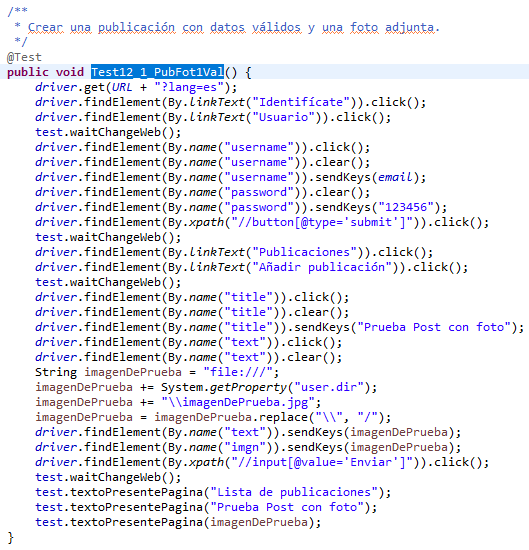 /**
 * Crear una publicación con datos válidos y una foto adjunta.
 */
@Test
public void Test12_1_PubFot1Val() {
    driver.get(URL + "?lang=es");
    driver.findElement(By.linkText("Identifícate")).click();
    driver.findElement(By.linkText("Usuario")).click();
    test.waitChangeWeb();
    driver.findElement(By.name("username")).click();
    driver.findElement(By.name("username")).clear();
    driver.findElement(By.name("username")).sendKeys(email);
    driver.findElement(By.name("password")).clear();
    driver.findElement(By.name("password")).sendKeys("123456");
    driver.findElement(By.xpath("//button[@type='submit']")).click();
    test.waitChangeWeb();
    driver.findElement(By.linkText("Publicaciones")).click();
    driver.findElement(By.linkText("Añadir publicación")).click();
    test.waitChangeWeb();
    driver.findElement(By.name("title")).click();
    driver.findElement(By.name("title")).clear();
    driver.findElement(By.name("title")).sendKeys("Prueba Post con foto");
    driver.findElement(By.name("text")).click();
    driver.findElement(By.name("text")).clear();
    String imagenDePrueba = "file:///";
    imagenDePrueba += System.getProperty("user.dir");
    imagenDePrueba += "\\imagenDePrueba.jpg";
    imagenDePrueba = imagenDePrueba.replace("\\", "/");
    driver.findElement(By.name("text")).sendKeys(imagenDePrueba);
    driver.findElement(By.name("imgn")).sendKeys(imagenDePrueba);
    driver.findElement(By.xpath("//input[@value='Enviar']")).click();
    test.waitChangeWeb();
    test.textoPresentePagina("Lista de publicaciones");
    test.textoPresentePagina("Prueba Post con foto");
    test.textoPresentePagina(imagenDePrueba);
}